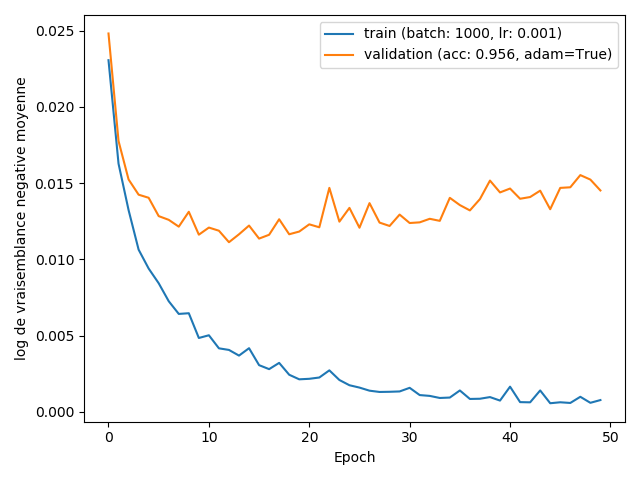 train (batch: 1000, lr: 0.001)
validation (acc: 0.956, adam=True)
log de vraisemblance negative moyenne
0.025
0.020
0.015
0.010
0.005
0.000
0 10 20 30 40 50
Epoch